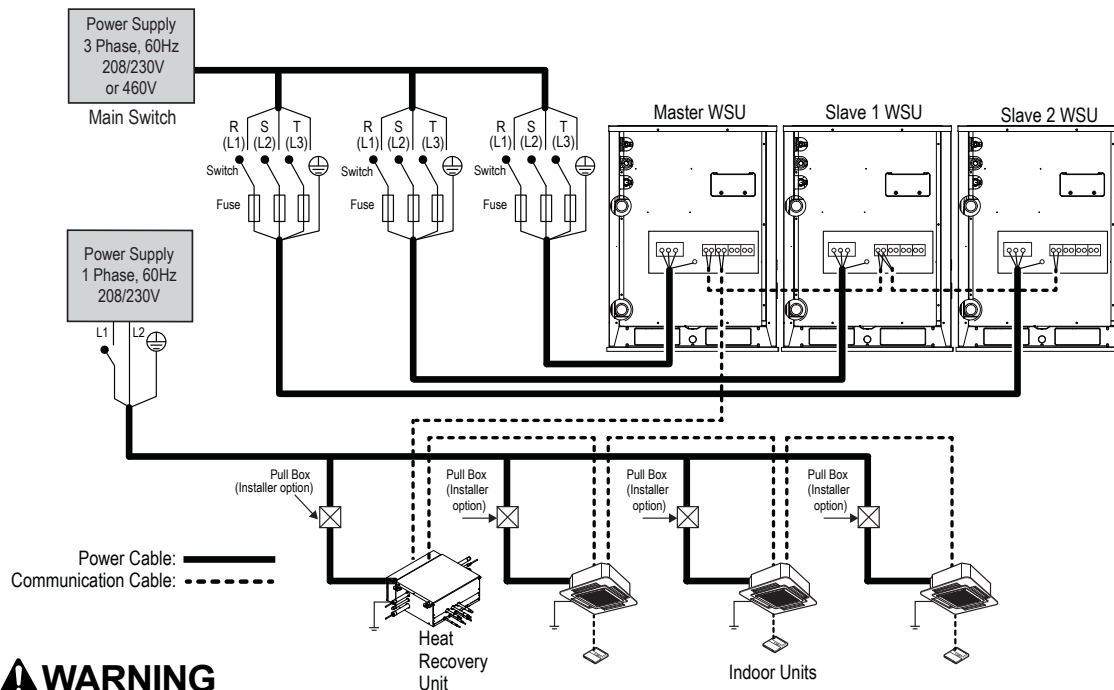 Power Supply
3 Phase, 60Hz
208/230V
or 460V
Main Switch
R
(L1)
S
(L2)
T
(L3)
Switch
Fuse
R
(L1)
S
(L2)
T
(L3)
Switch
Fuse
R
(L1)
S
(L2)
T
(L3)
Switch
Fuse
Master WSU
Slave 1 WSU
Slave 2 WSU
Power Supply
1 Phase, 60Hz
208/230V
L1
L2
Pull Box
(Installer option)
Pull Box
(Installer
option)
Pull Box
(Installer
option)
Pull Box
(Installer
option)
Power Cable:
Communication Cable:
Heat
Recovery
Unit
Indoor Units
WARNING